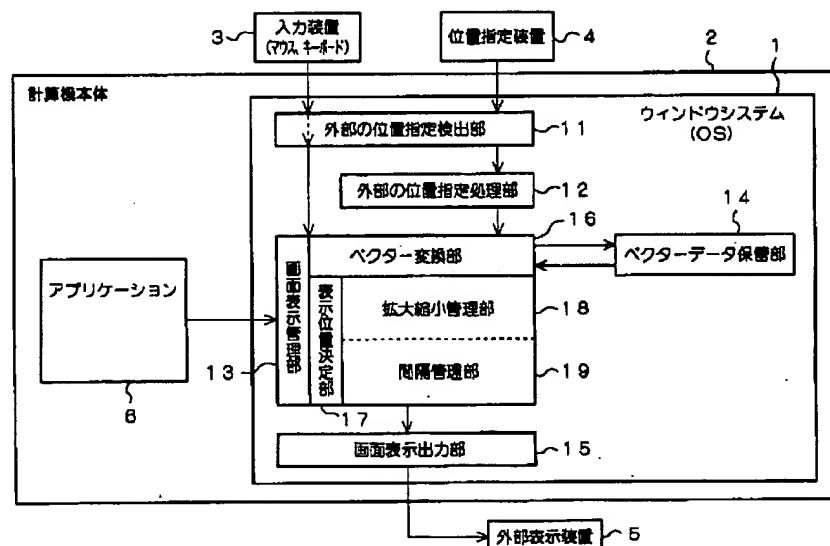 3
入力装置
(マウス、キーボード)
位置指定装置
4
2
1
計算機本体
ウィンドウシステム
(OS)
外部の位置指定検出部
11
外部の位置指定処理部
12
16
14
ベクター変換部
ベクターデータ保管部
アプリケーション
画面表示管理部
表示位置決定部
拡大縮小管理部
18
間隔管理部
19
13
17
6
画面表示出力部
15
外部表示装置
5